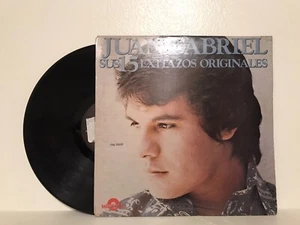 JUAN GABRIEL
SUS 15 EXITAZOS ORIGINALES